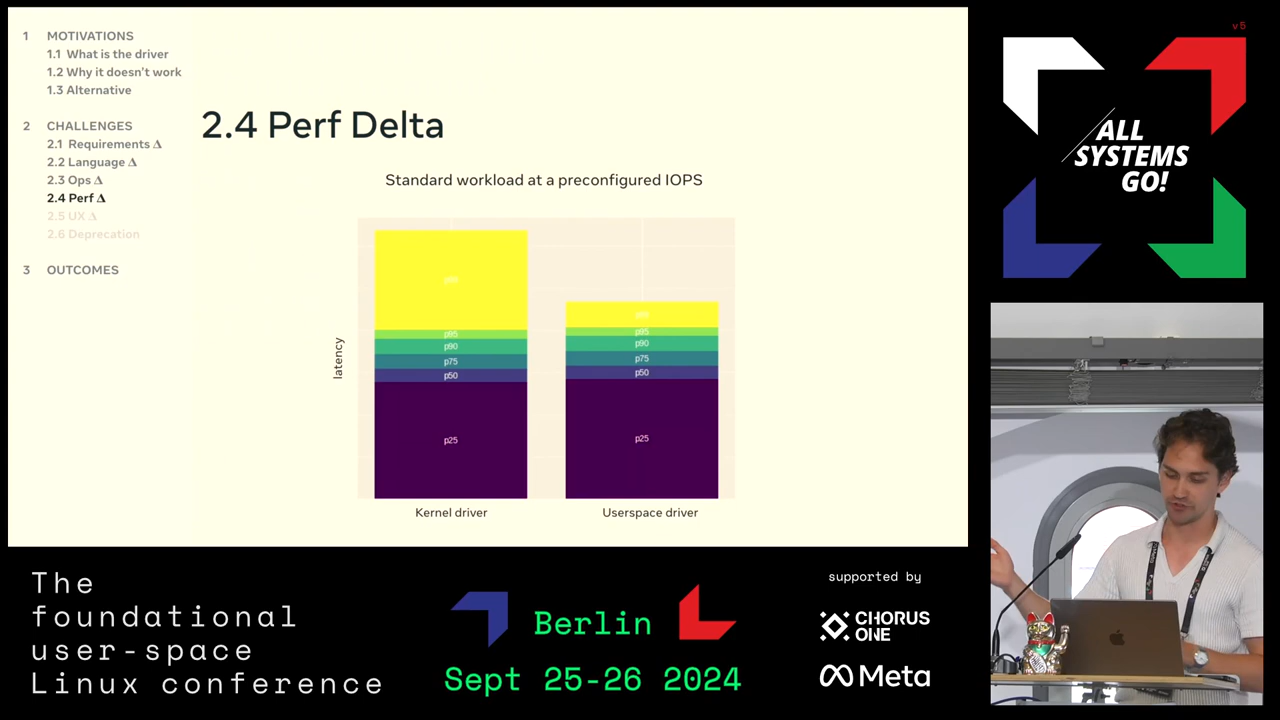 1 MOTIVATIONS
1.1 What is the driver
1.2 Why it doesn't work
1.3 Alternative
2 CHALLENGES
2.1 Requirements Δ
2.2 Language Δ
2.3 Ops Δ
2.4 Perf Δ
2.5 UX Δ
2.6 Deprecation
3 OUTCOMES
2.4 Perf Delta
Standard workload at a preconfigured IOPS
latency
p95
p90
p75
p50
p25
Kernel driver
p95
p90
p75
p50
p25
Userspace driver
v5
ALL
SYSTEMS
GO!
The
foundational
user-space
Linux conference
Berlin
Sept 25-26 2024
supported by
CHORUS
ONE
Meta